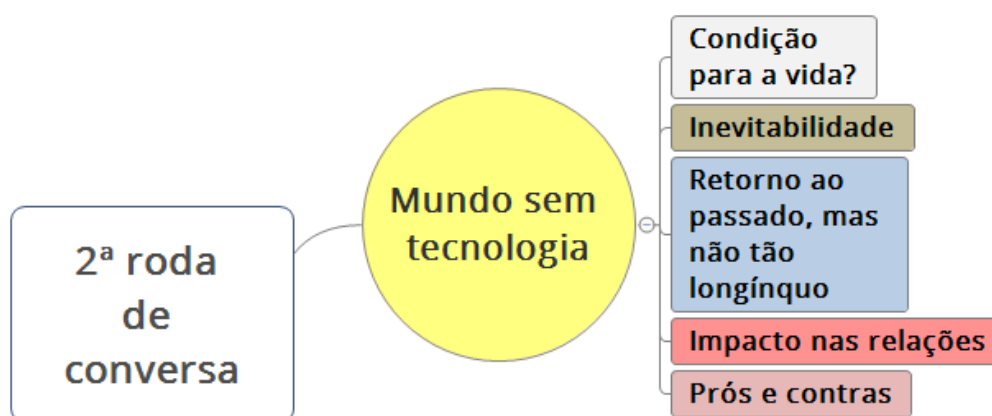 2ª roda
de
conversa
Mundo sem
tecnologia
Condição
para a vida?
Inevitabilidade
Retorno ao
passado, mas
não tão
longínquo
Impacto nas relações
Prós e contras